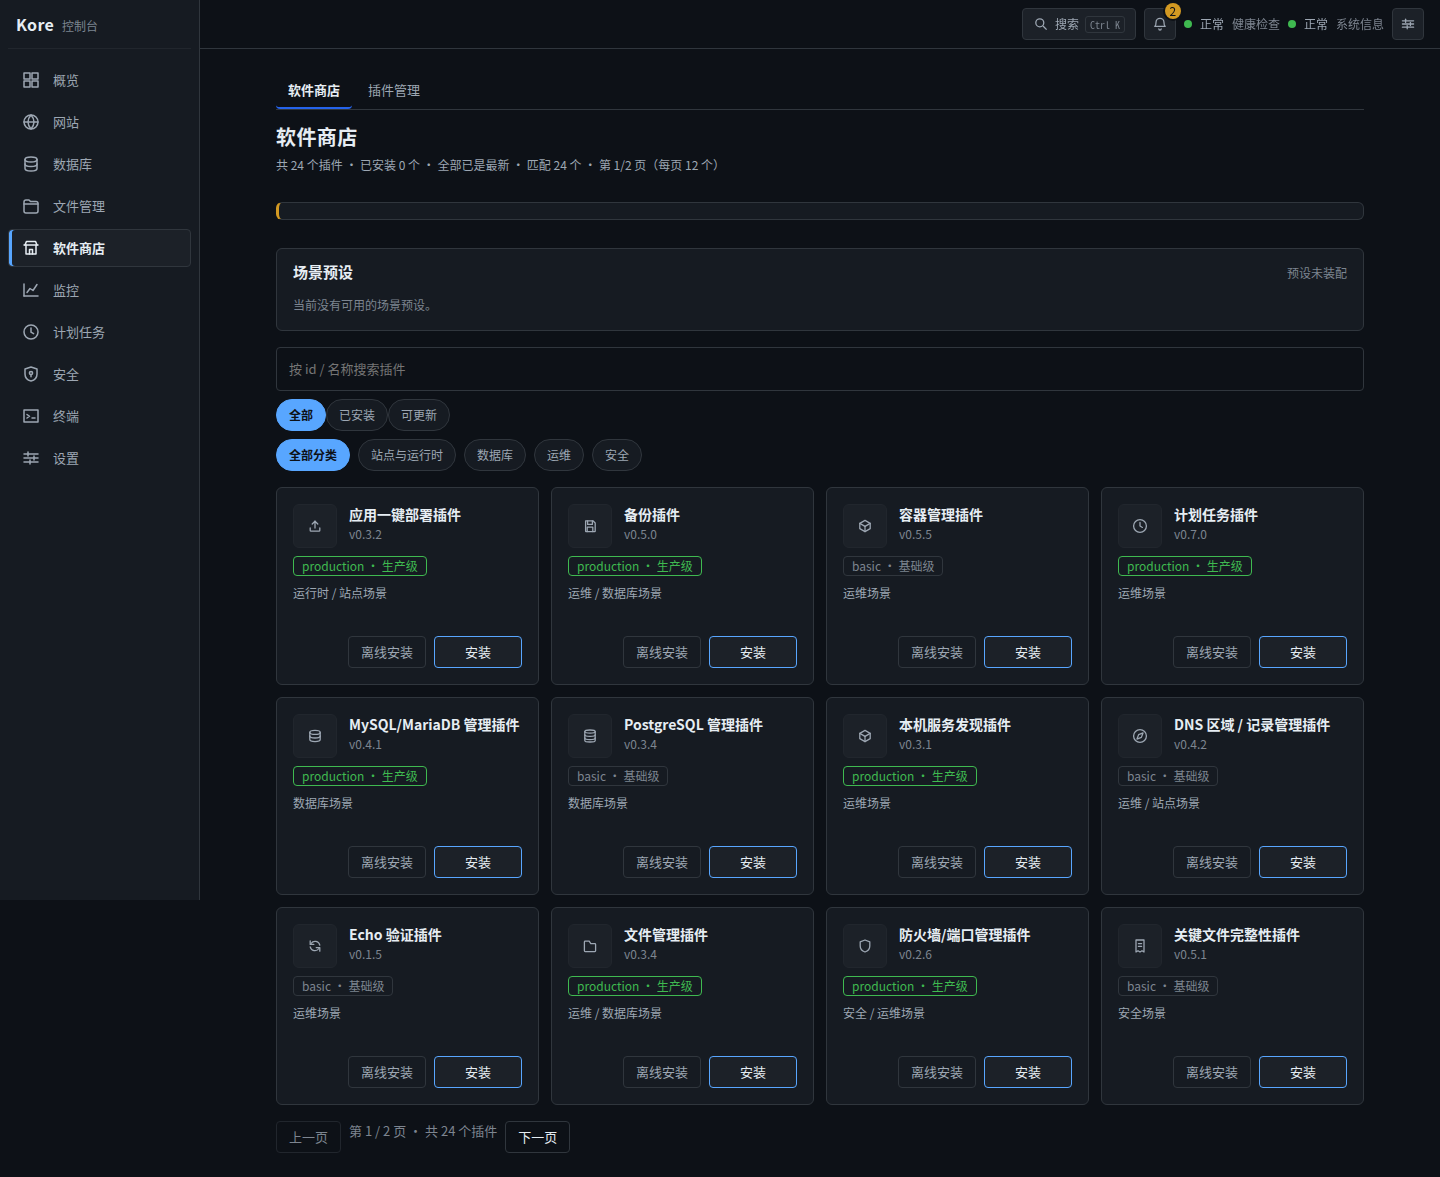 Kore 控制台
搜索 Ctrl K
2
正常 健康检查
正常 系统信息
概览
网站
数据库
文件管理
软件商店
监控
计划任务
安全
终端
设置
软件商店 插件管理
软件商店
共 24 个插件 · 已安装 0 个 · 全部已是最新 · 匹配 24 个 · 第 1/2 页（每页 12 个）
场景预设
预设未装配
当前没有可用的场景预设。
按 id / 名称搜索插件
全部 已安装 可更新
全部分类 站点与运行时 数据库 运维 安全
应用一键部署插件
v0.3.2
production · 生产级
运行时 / 站点场景
离线安装 安装
备份插件
v0.5.0
production · 生产级
运维 / 数据库场景
离线安装 安装
容器管理插件
v0.5.5
basic · 基础级
运维场景
离线安装 安装
计划任务插件
v0.7.0
production · 生产级
运维场景
离线安装 安装
MySQL/MariaDB 管理插件
v0.4.1
production · 生产级
数据库场景
离线安装 安装
PostgreSQL 管理插件
v0.3.4
basic · 基础级
数据库场景
离线安装 安装
本机服务发现插件
v0.3.1
production · 生产级
运维场景
离线安装 安装
DNS 区域 / 记录管理插件
v0.4.2
basic · 基础级
运维 / 站点场景
离线安装 安装
Echo 验证插件
v0.1.5
basic · 基础级
运维场景
离线安装 安装
文件管理插件
v0.3.4
production · 生产级
运维 / 数据库场景
离线安装 安装
防火墙/端口管理插件
v0.2.6
production · 生产级
安全 / 运维场景
离线安装 安装
关键文件完整性插件
v0.5.1
basic · 基础级
安全场景
离线安装 安装
上一页 第 1 / 2 页 · 共 24 个插件 下一页